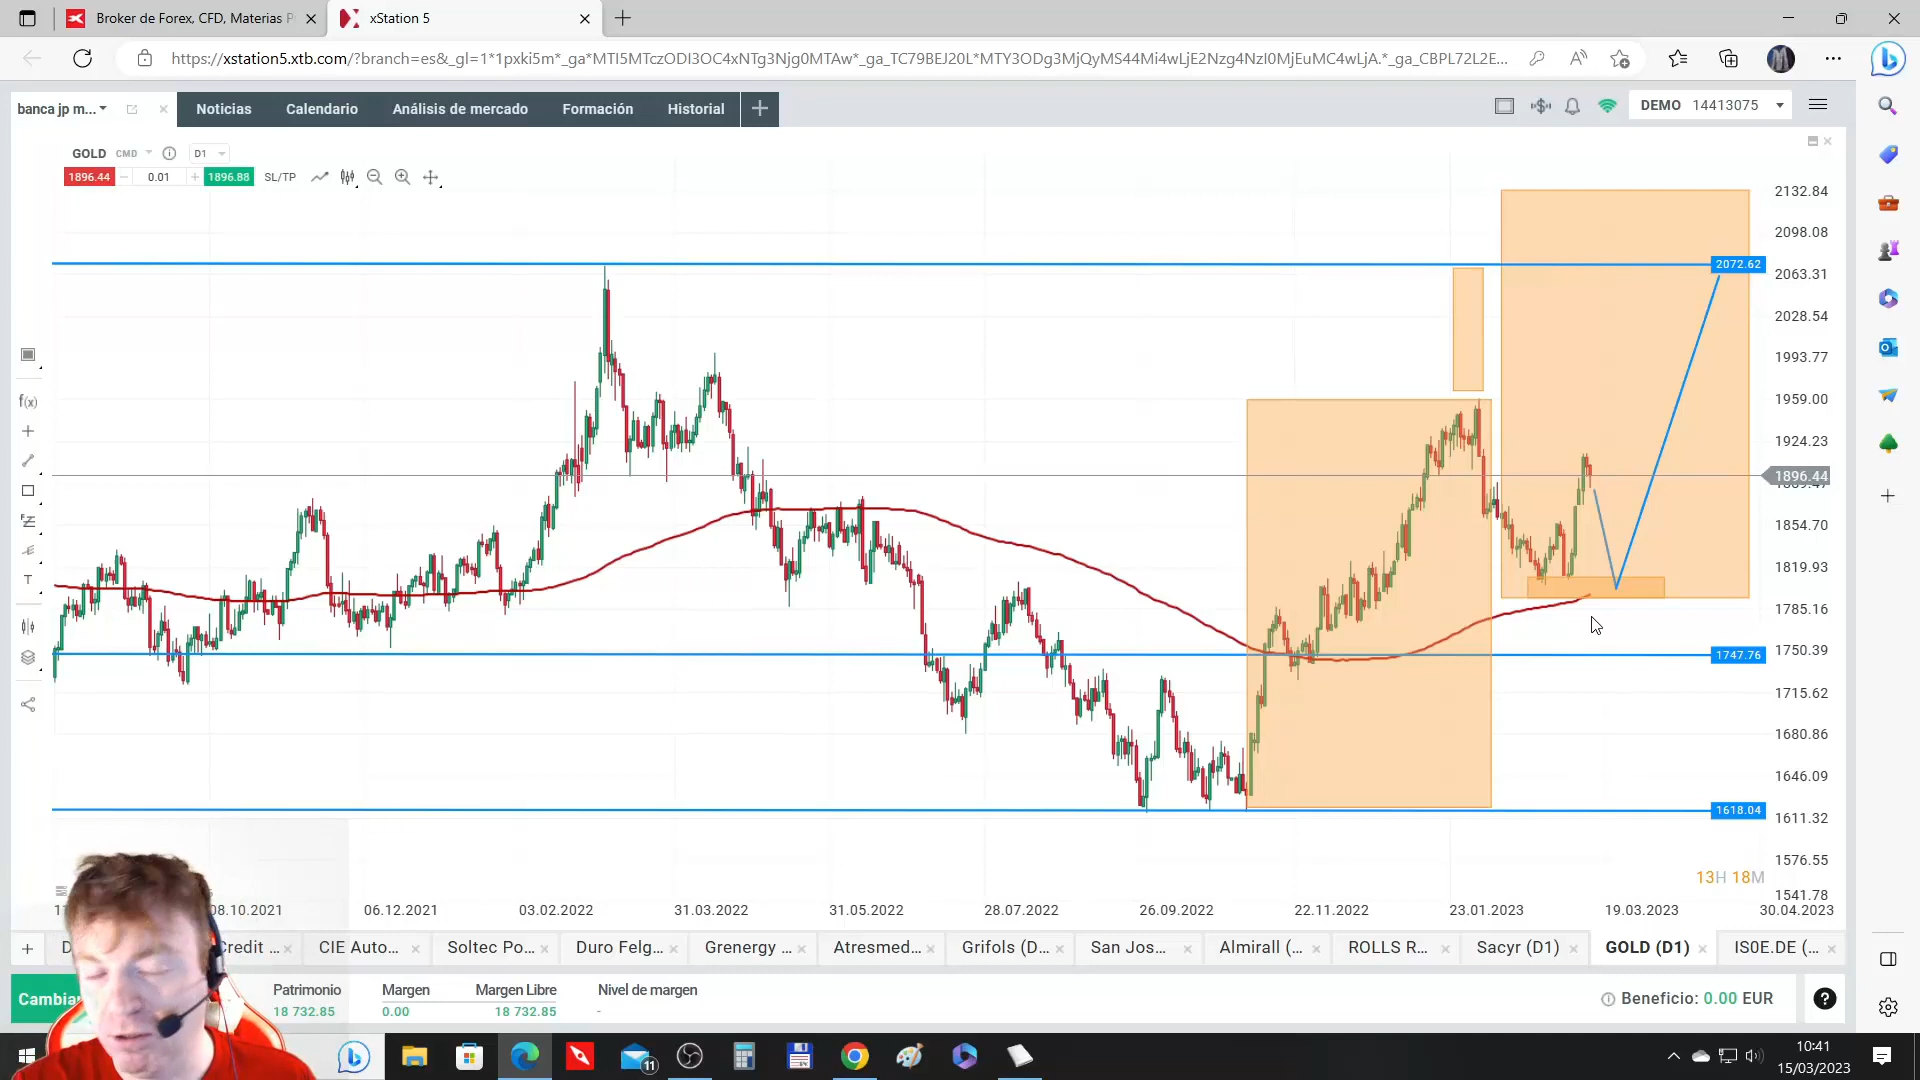 Broker de Forex, CFD, Materias P
xStation 5
https://xstation5.xtb.com/?branch=es&_gl=1*1pxki5m*_ga*MTI5MTczODI3OC4xNTg3Njg0MTAw*_ga_TC79BEJ20L*MTY3ODg3MjQyMS44Mi4wLjE2Nzg4NzI0MjEuMC4wLjA.*_ga_CBPL72L2E...
banca jp m...
Noticias
Calendario
Análisis de mercado
Formación
Historial
DEMO 14413075
GOLD CMD D1
1896.44
0.01
1896.88
SL/TP
2132.84
2098.08
2072.62
2063.31
2028.54
1993.77
1959.00
1924.23
1896.44
1854.70
1819.93
1785.16
1750.39
1747.76
1715.62
1680.86
1646.09
1618.04
1611.32
1576.55
1541.78
f(x)
T
13H 18M
08.10.2021
06.12.2021
03.02.2022
31.03.2022
31.05.2022
28.07.2022
26.09.2022
22.11.2022
23.01.2023
19.03.2023
30.04.2023
CIE Auto...
Soltec Po...
Duro Felg...
Grenergy ...
Atresmed...
Grifols (D...
San Jos...
Almirall (...
ROLLS R...
Sacyr (D1)
GOLD (D1)
IS0E.DE (...
Cambiar
Patrimonio
18 732.85
Margen
0.00
Margen Libre
18 732.85
Nivel de margen
-
Beneficio: 0.00 EUR
11
10:41
15/03/2023